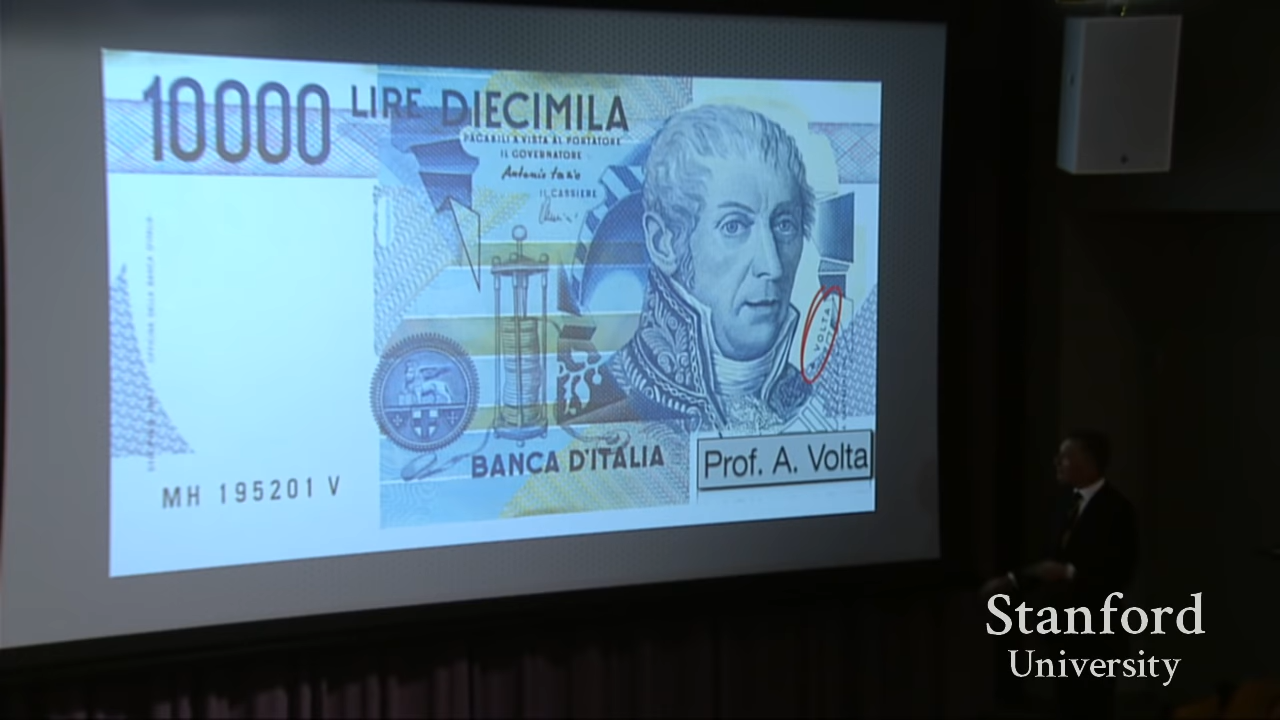 10000
LIRE DIECIMILA
PAGABILI A VISTA AL PORTATORE
IL GOVERNATORE
IL CASSIERE
VOLTA
BANCA D'ITALIA
Prof. A. Volta
MH 195201 V
Stanford
University